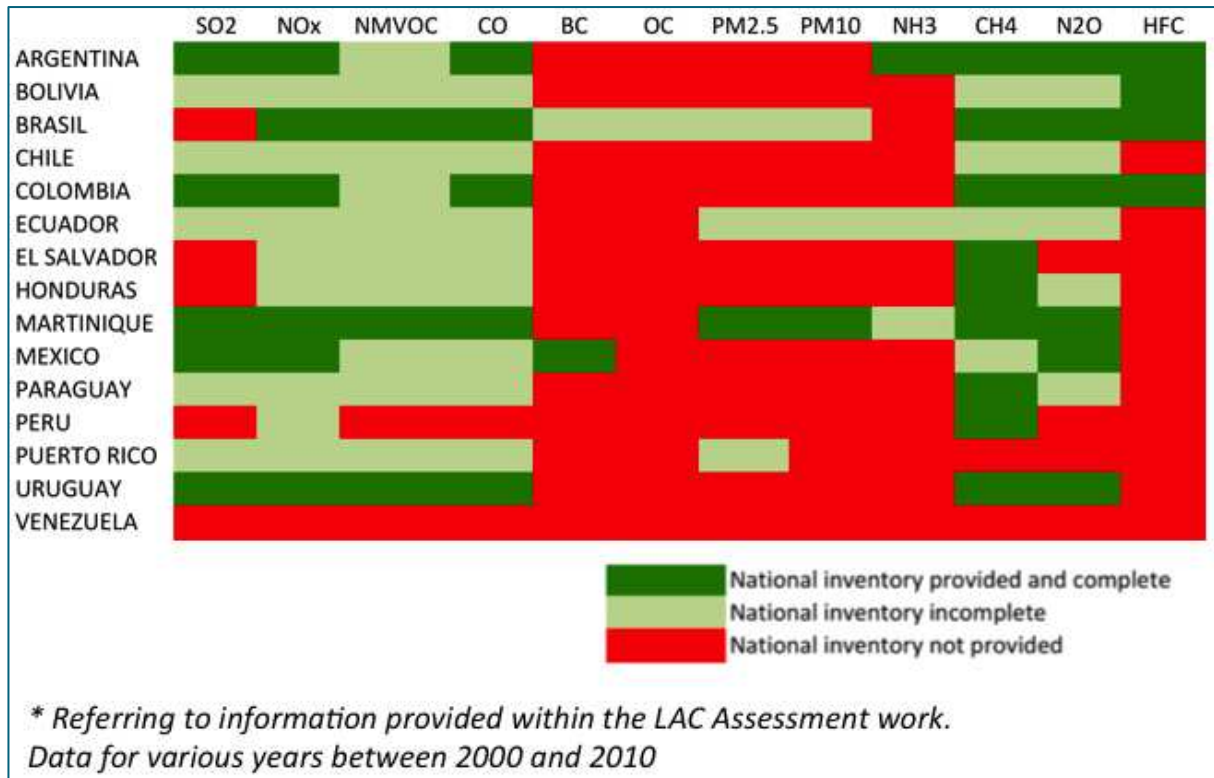 SO2 NOx NMVOC CO BC OC PM2.5 PM10 NH3 CH4 N2O HFC
ARGENTINA
BOLIVIA
BRASIL
CHILE
COLOMBIA
ECUADOR
EL SALVADOR
HONDURAS
MARTINIQUE
MEXICO
PARAGUAY
PERU
PUERTO RICO
URUGUAY
VENEZUELA
National inventory provided and complete
National inventory incomplete
National inventory not provided
* Referring to information provided within the LAC Assessment work.
Data for various years between 2000 and 2010